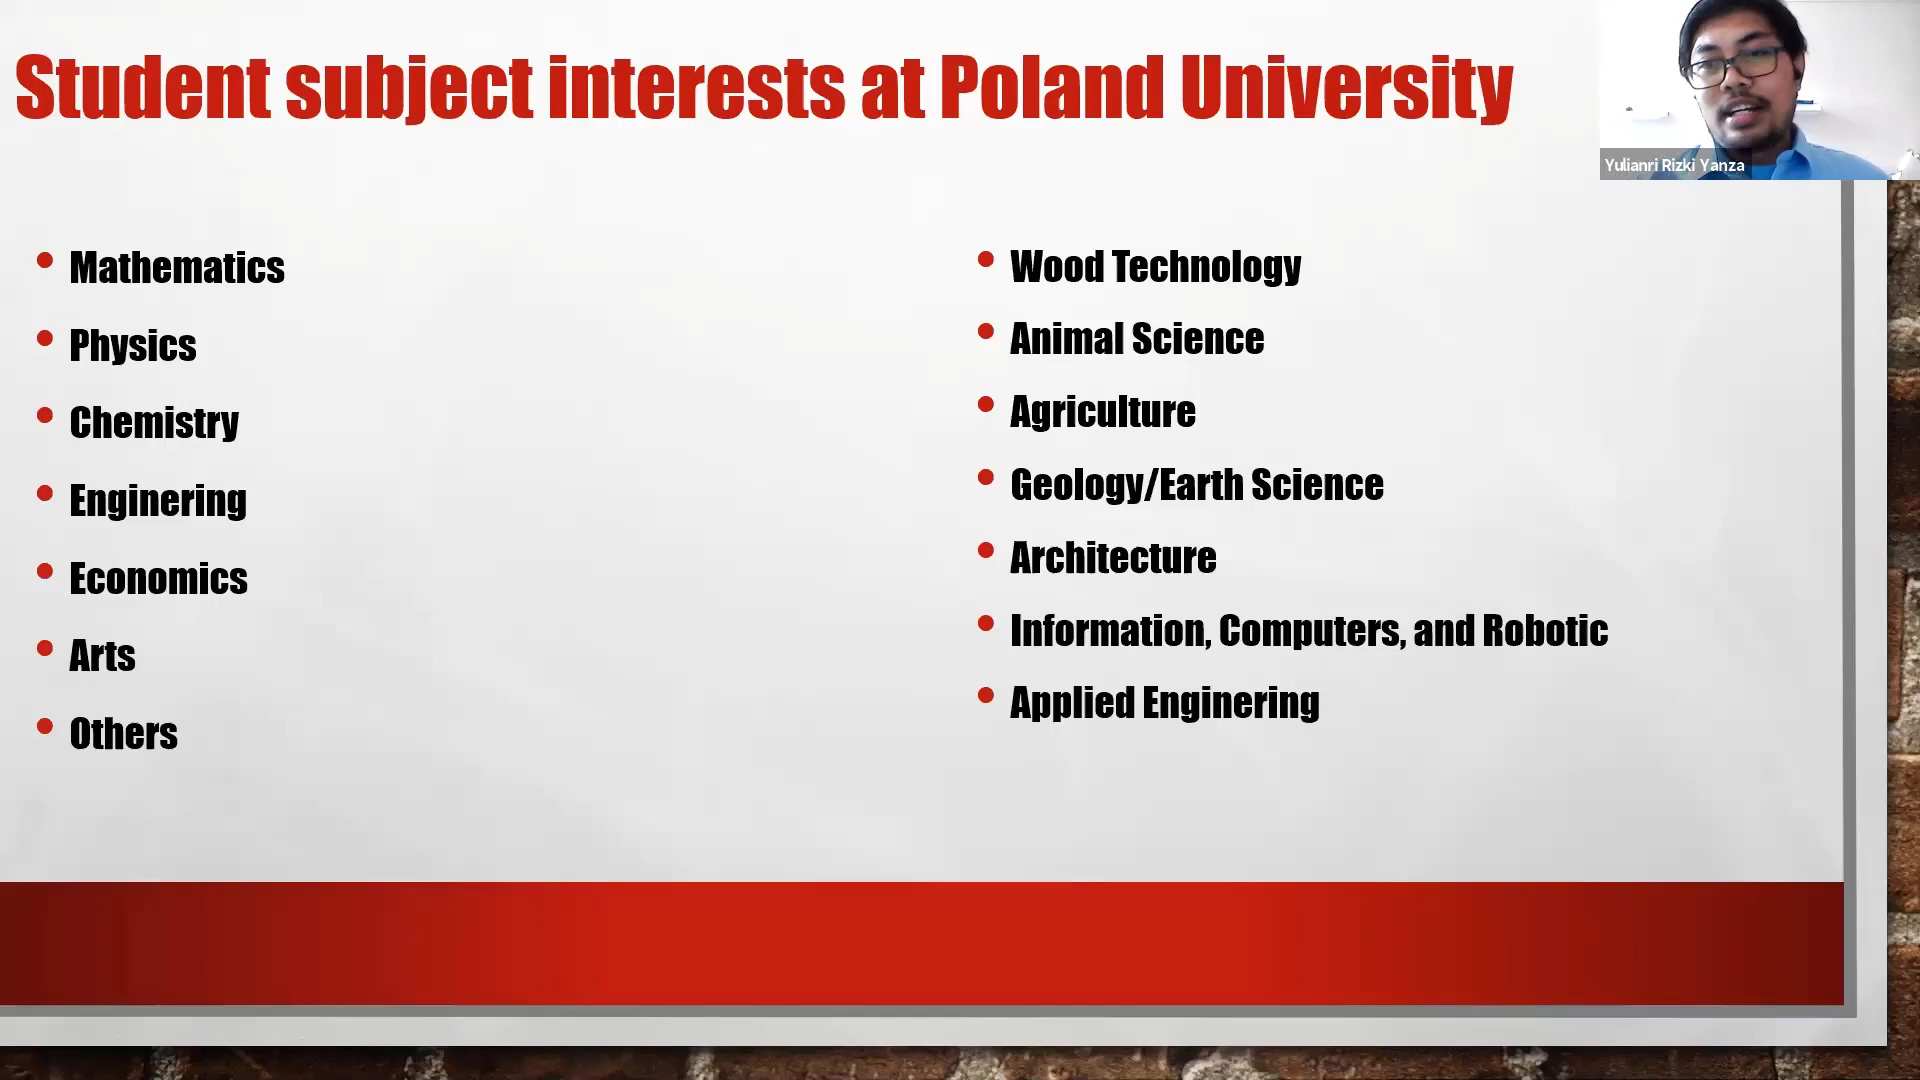 Student subject interests at Poland University
Yulianri Rizki Yanza
• Mathematics
• Physics
• Chemistry
• Enginering
• Economics
• Arts
• Others
• Wood Technology
• Animal Science
• Agriculture
• Geology/Earth Science
• Architecture
• Information, Computers, and Robotic
• Applied Enginering